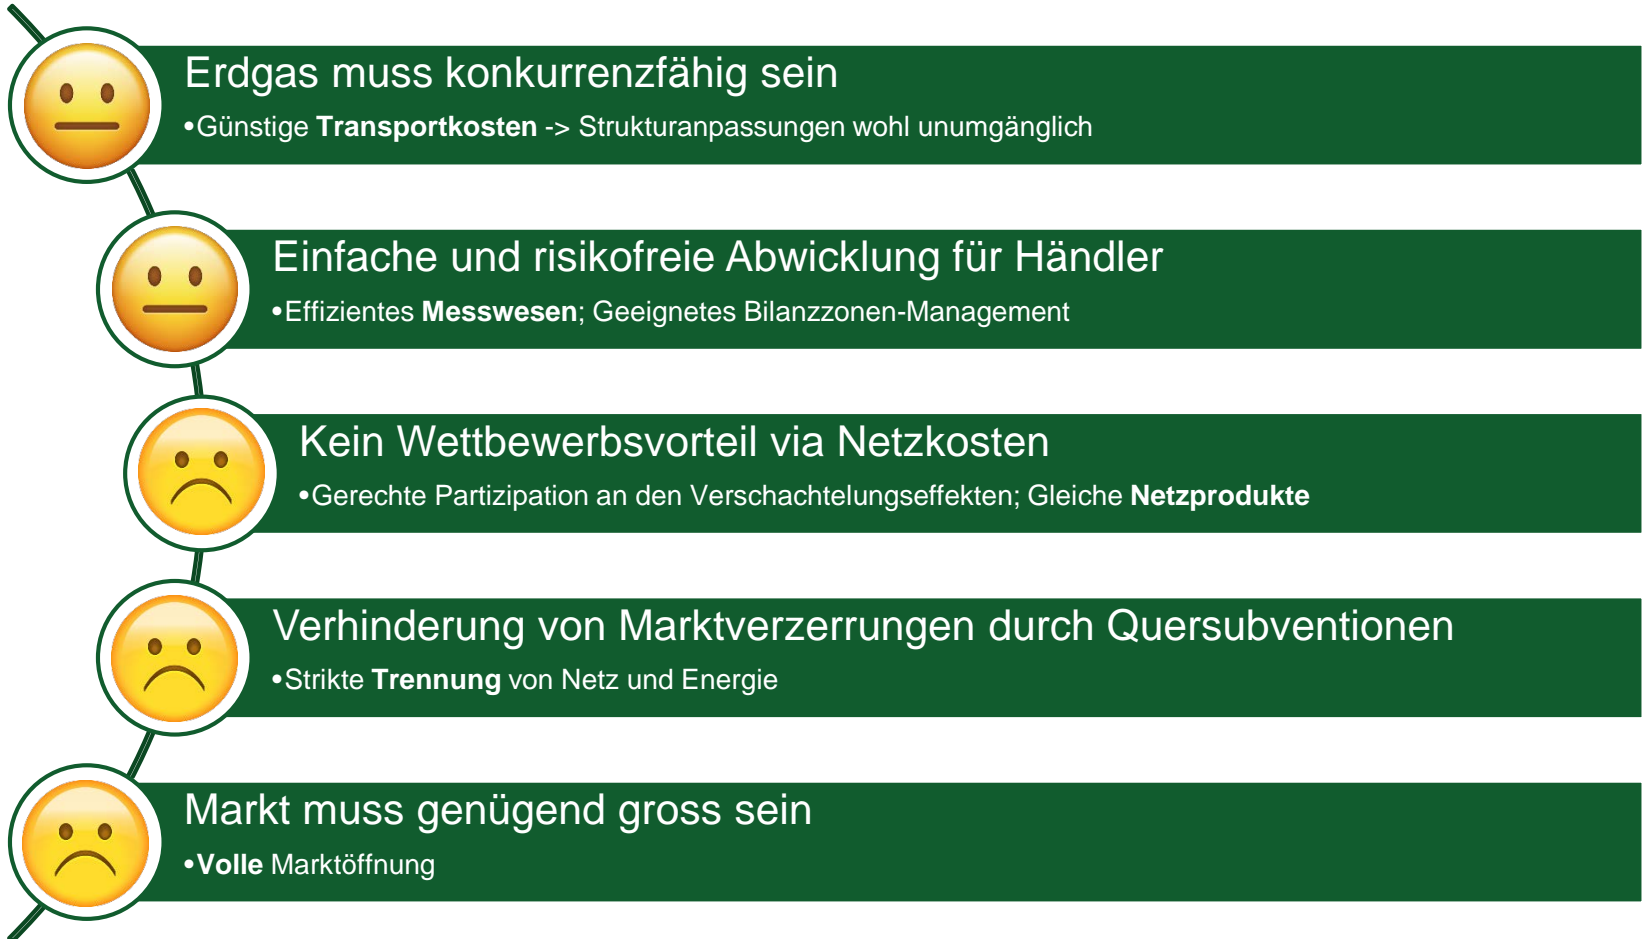 Erdgas muss konkurrenzfähig sein
•Günstige Transportkosten -> Strukturanpassungen wohl unumgänglich
Einfache und risikofreie Abwicklung für Händler
•Effizientes Messwesen; Geeignetes Bilanzzonen-Management
Kein Wettbewerbsvorteil via Netzkosten
•Gerechte Partizipation an den Verschachtelungseffekten; Gleiche Netzprodukte
Verhinderung von Marktverzerrungen durch Quersubventionen
•Strikte Trennung von Netz und Energie
Markt muss genügend gross sein
•Volle Marktöffnung